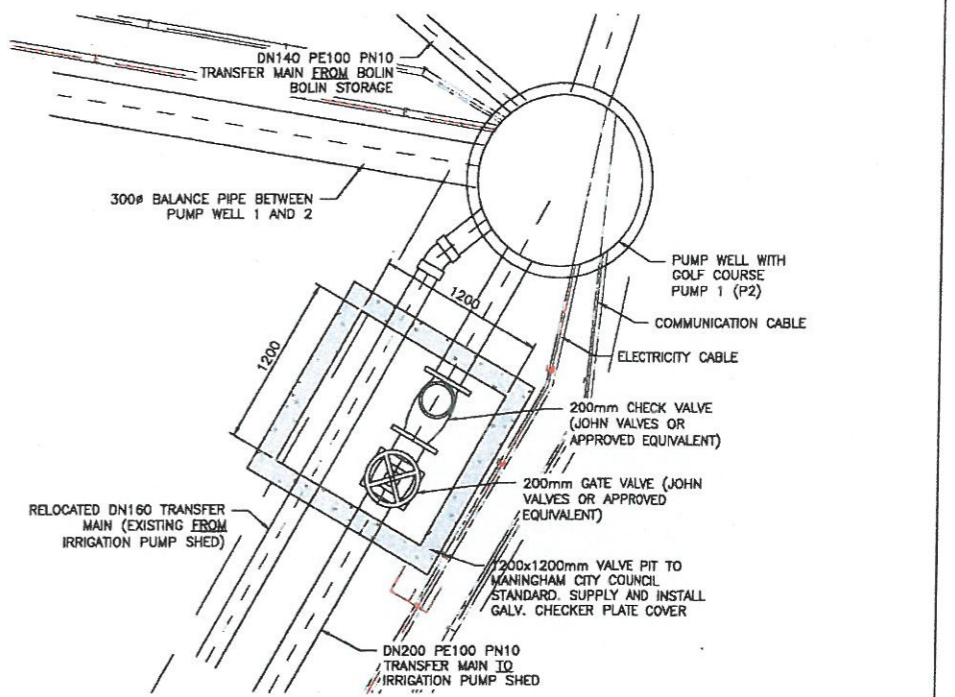 DN140 PE100 PN10
TRANSFER MAIN FROM BOLIN
BOLIN STORAGE
300ø BALANCE PIPE BETWEEN
PUMP WELL 1 AND 2
PUMP WELL WITH
GOLF COURSE
PUMP 1 (P2)
COMMUNICATION CABLE
1200
1200
ELECTRICITY CABLE
200mm CHECK VALVE
(JOHN VALVES OR
APPROVED EQUIVALENT)
200mm GATE VALVE (JOHN
VALVES OR APPROVED
EQUIVALENT)
RELOCATED DN160 TRANSFER
MAIN (EXISTING FROM
IRRIGATION PUMP SHED)
1200x1200mm VALVE PIT TO
MANINGHAM CITY COUNCIL
STANDARD. SUPPLY AND INSTALL
GALV. CHECKER PLATE COVER
DN200 PE100 PN10
TRANSFER MAIN TO
IRRIGATION PUMP SHED